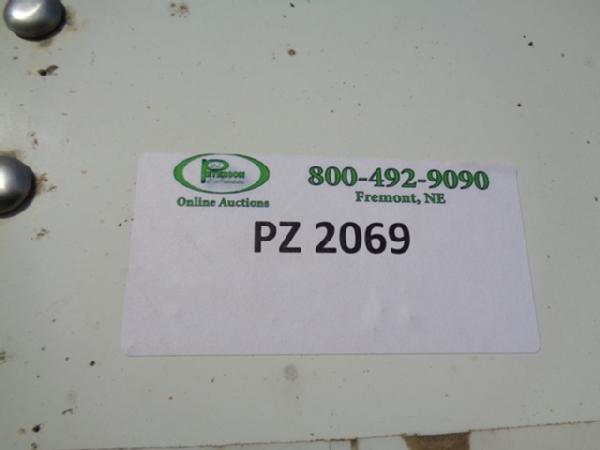 PETERSON
Online Auctions
800-492-9090
Fremont, NE
PZ 2069